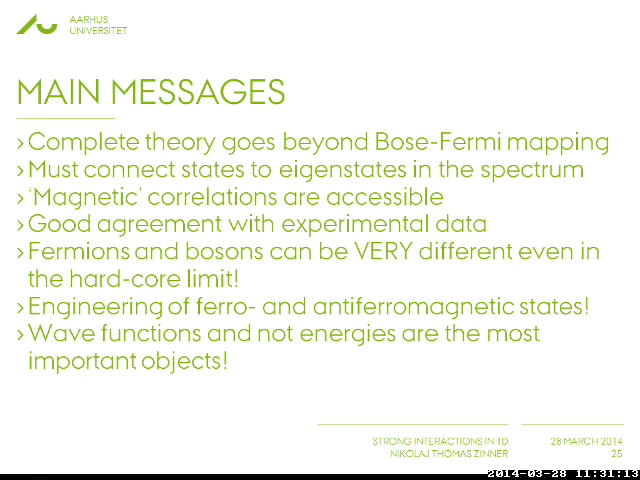 AARHUS
UNIVERSITET
MAIN MESSAGES
› Complete theory goes beyond Bose-Fermi mapping
› Must connect states to eigenstates in the spectrum
› 'Magnetic' correlations are accessible
› Good agreement with experimental data
› Fermions and bosons can be VERY different even in
the hard-core limit!
› Engineering of ferro- and antiferromagnetic states!
› Wave functions and not energies are the most
important objects!
STRONG INTERACTIONS IN 1D
NIKOLAJ THOMAS ZINNER
28 MARCH 2014
25
2014-03-28 11:31:13